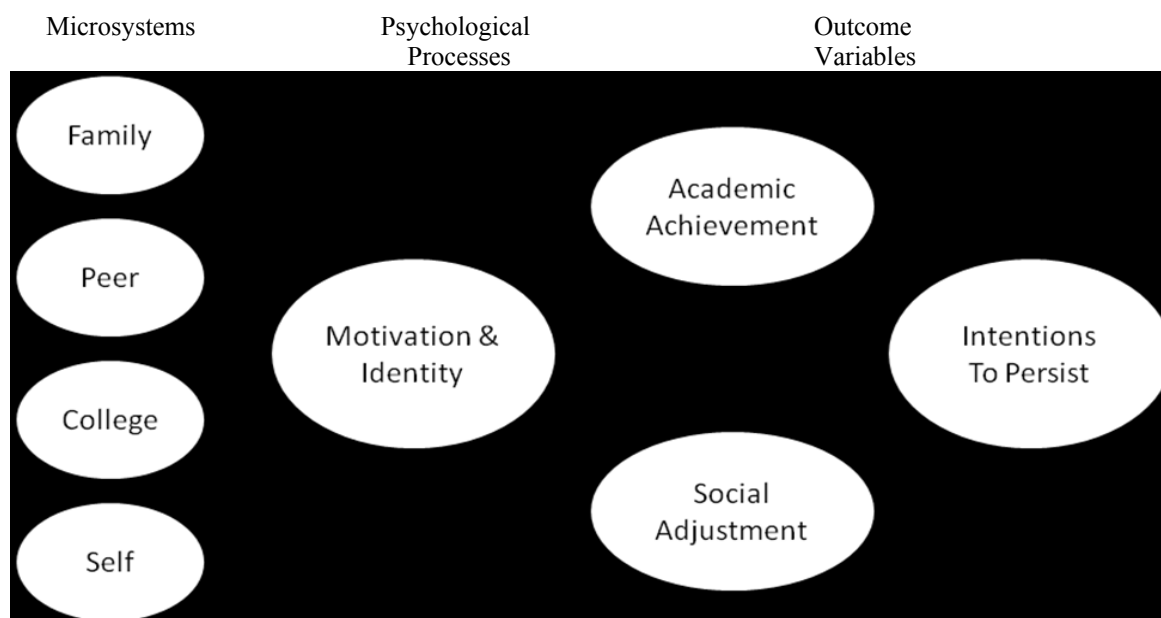 Microsystems
Psychological
Processes
Outcome
Variables
Family
Peer
College
Self
Motivation &
Identity
Academic
Achievement
Social
Adjustment
Intentions
To Persist